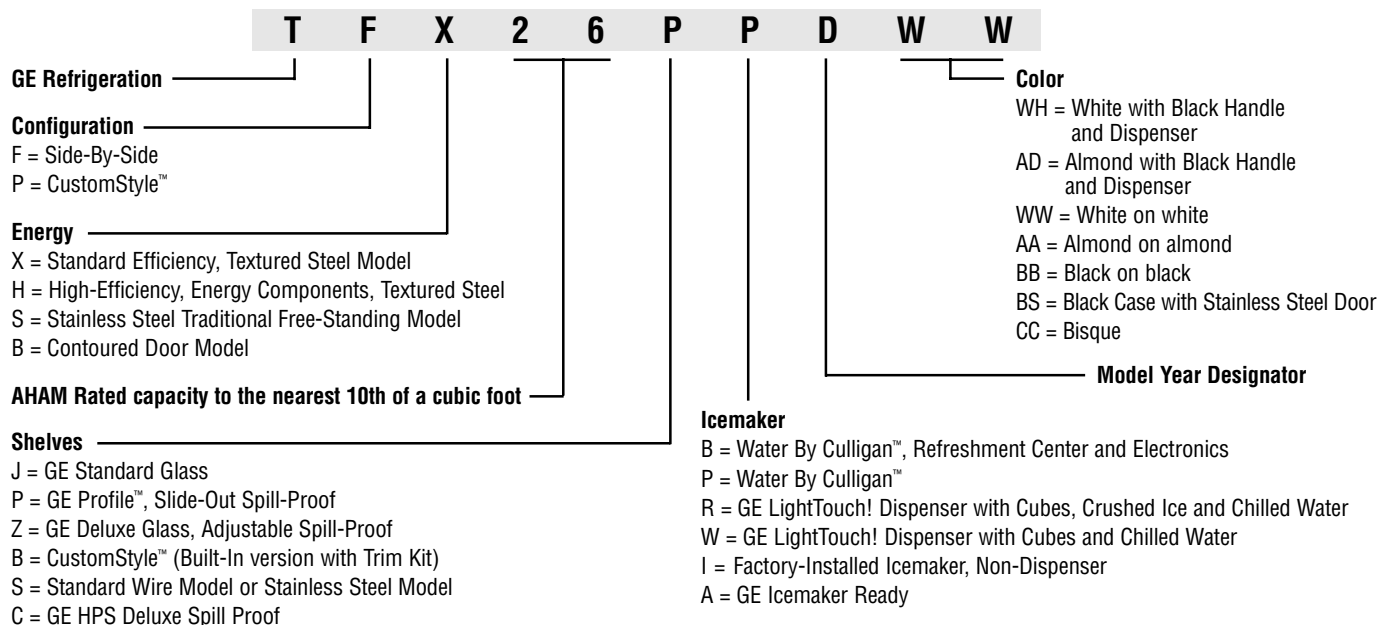 T F X 2 6 P P D W W
GE Refrigeration
Configuration
F = Side-By-Side
P = CustomStyle™
Energy
X = Standard Efficiency, Textured Steel Model
H = High-Efficiency, Energy Components, Textured Steel
S = Stainless Steel Traditional Free-Standing Model
B = Contoured Door Model
AHAM Rated capacity to the nearest 10th of a cubic foot
Shelves
J = GE Standard Glass
P = GE Profile™, Slide-Out Spill-Proof
Z = GE Deluxe Glass, Adjustable Spill-Proof
B = CustomStyle™ (Built-In version with Trim Kit)
S = Standard Wire Model or Stainless Steel Model
C = GE HPS Deluxe Spill Proof
Color
WH = White with Black Handle
and Dispenser
AD = Almond with Black Handle
and Dispenser
WW = White on white
AA = Almond on almond
BB = Black on black
BS = Black Case with Stainless Steel Door
CC = Bisque
Model Year Designator
Icemaker
B = Water By Culligan™, Refreshment Center and Electronics
P = Water By Culligan™
R = GE LightTouch! Dispenser with Cubes, Crushed Ice and Chilled Water
W = GE LightTouch! Dispenser with Cubes and Chilled Water
I = Factory-Installed Icemaker, Non-Dispenser
A = GE Icemaker Ready